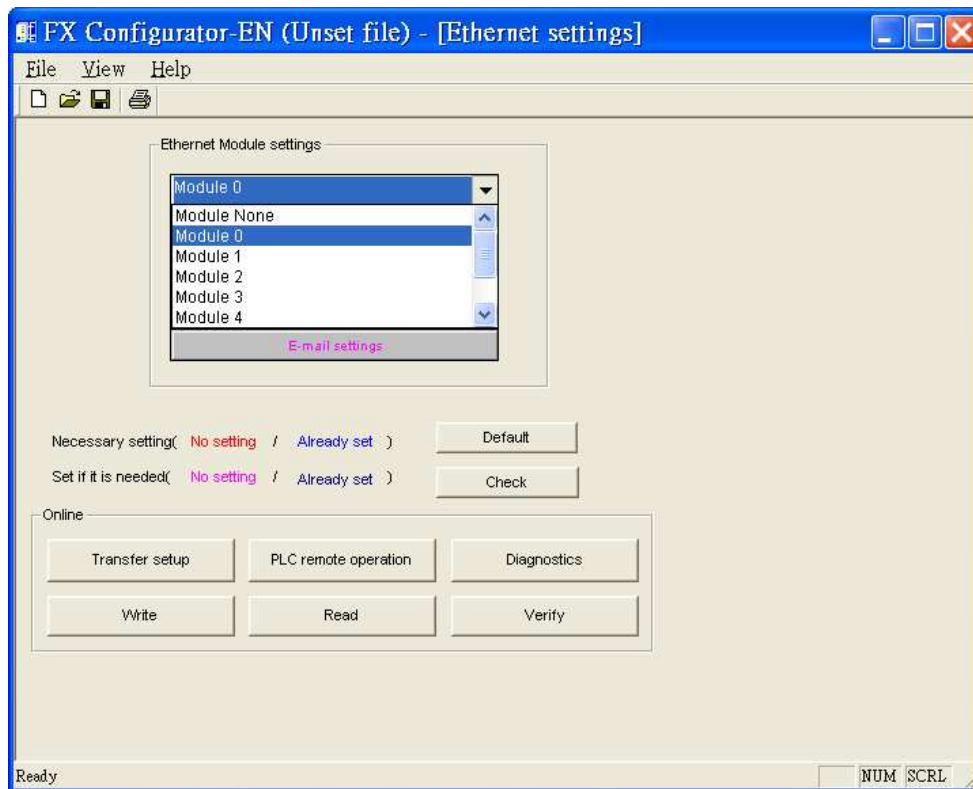 FX Configurator-EN (Unset file) - [Ethernet settings]
File View Help
Ethernet Module settings
Module 0
Module None
Module 0
Module 1
Module 2
Module 3
Module 4
E-mail settings
Necessary setting( No setting / Already set ) Default
Set if it is needed( No setting / Already set ) Check
Online
Transfer setup PLC remote operation Diagnostics
Write Read Verify
Ready NUM SCRL